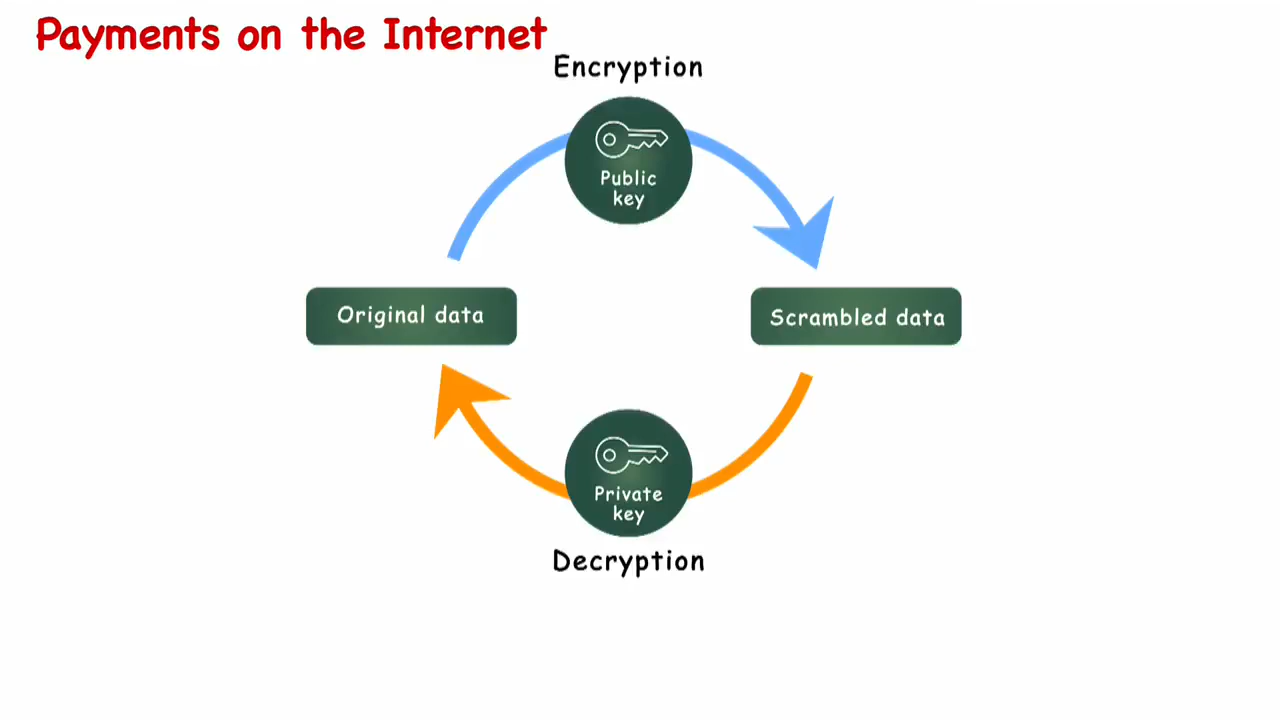 Payments on the Internet
Encryption
Public
key
Original data
Scrambled data
Private
key
Decryption